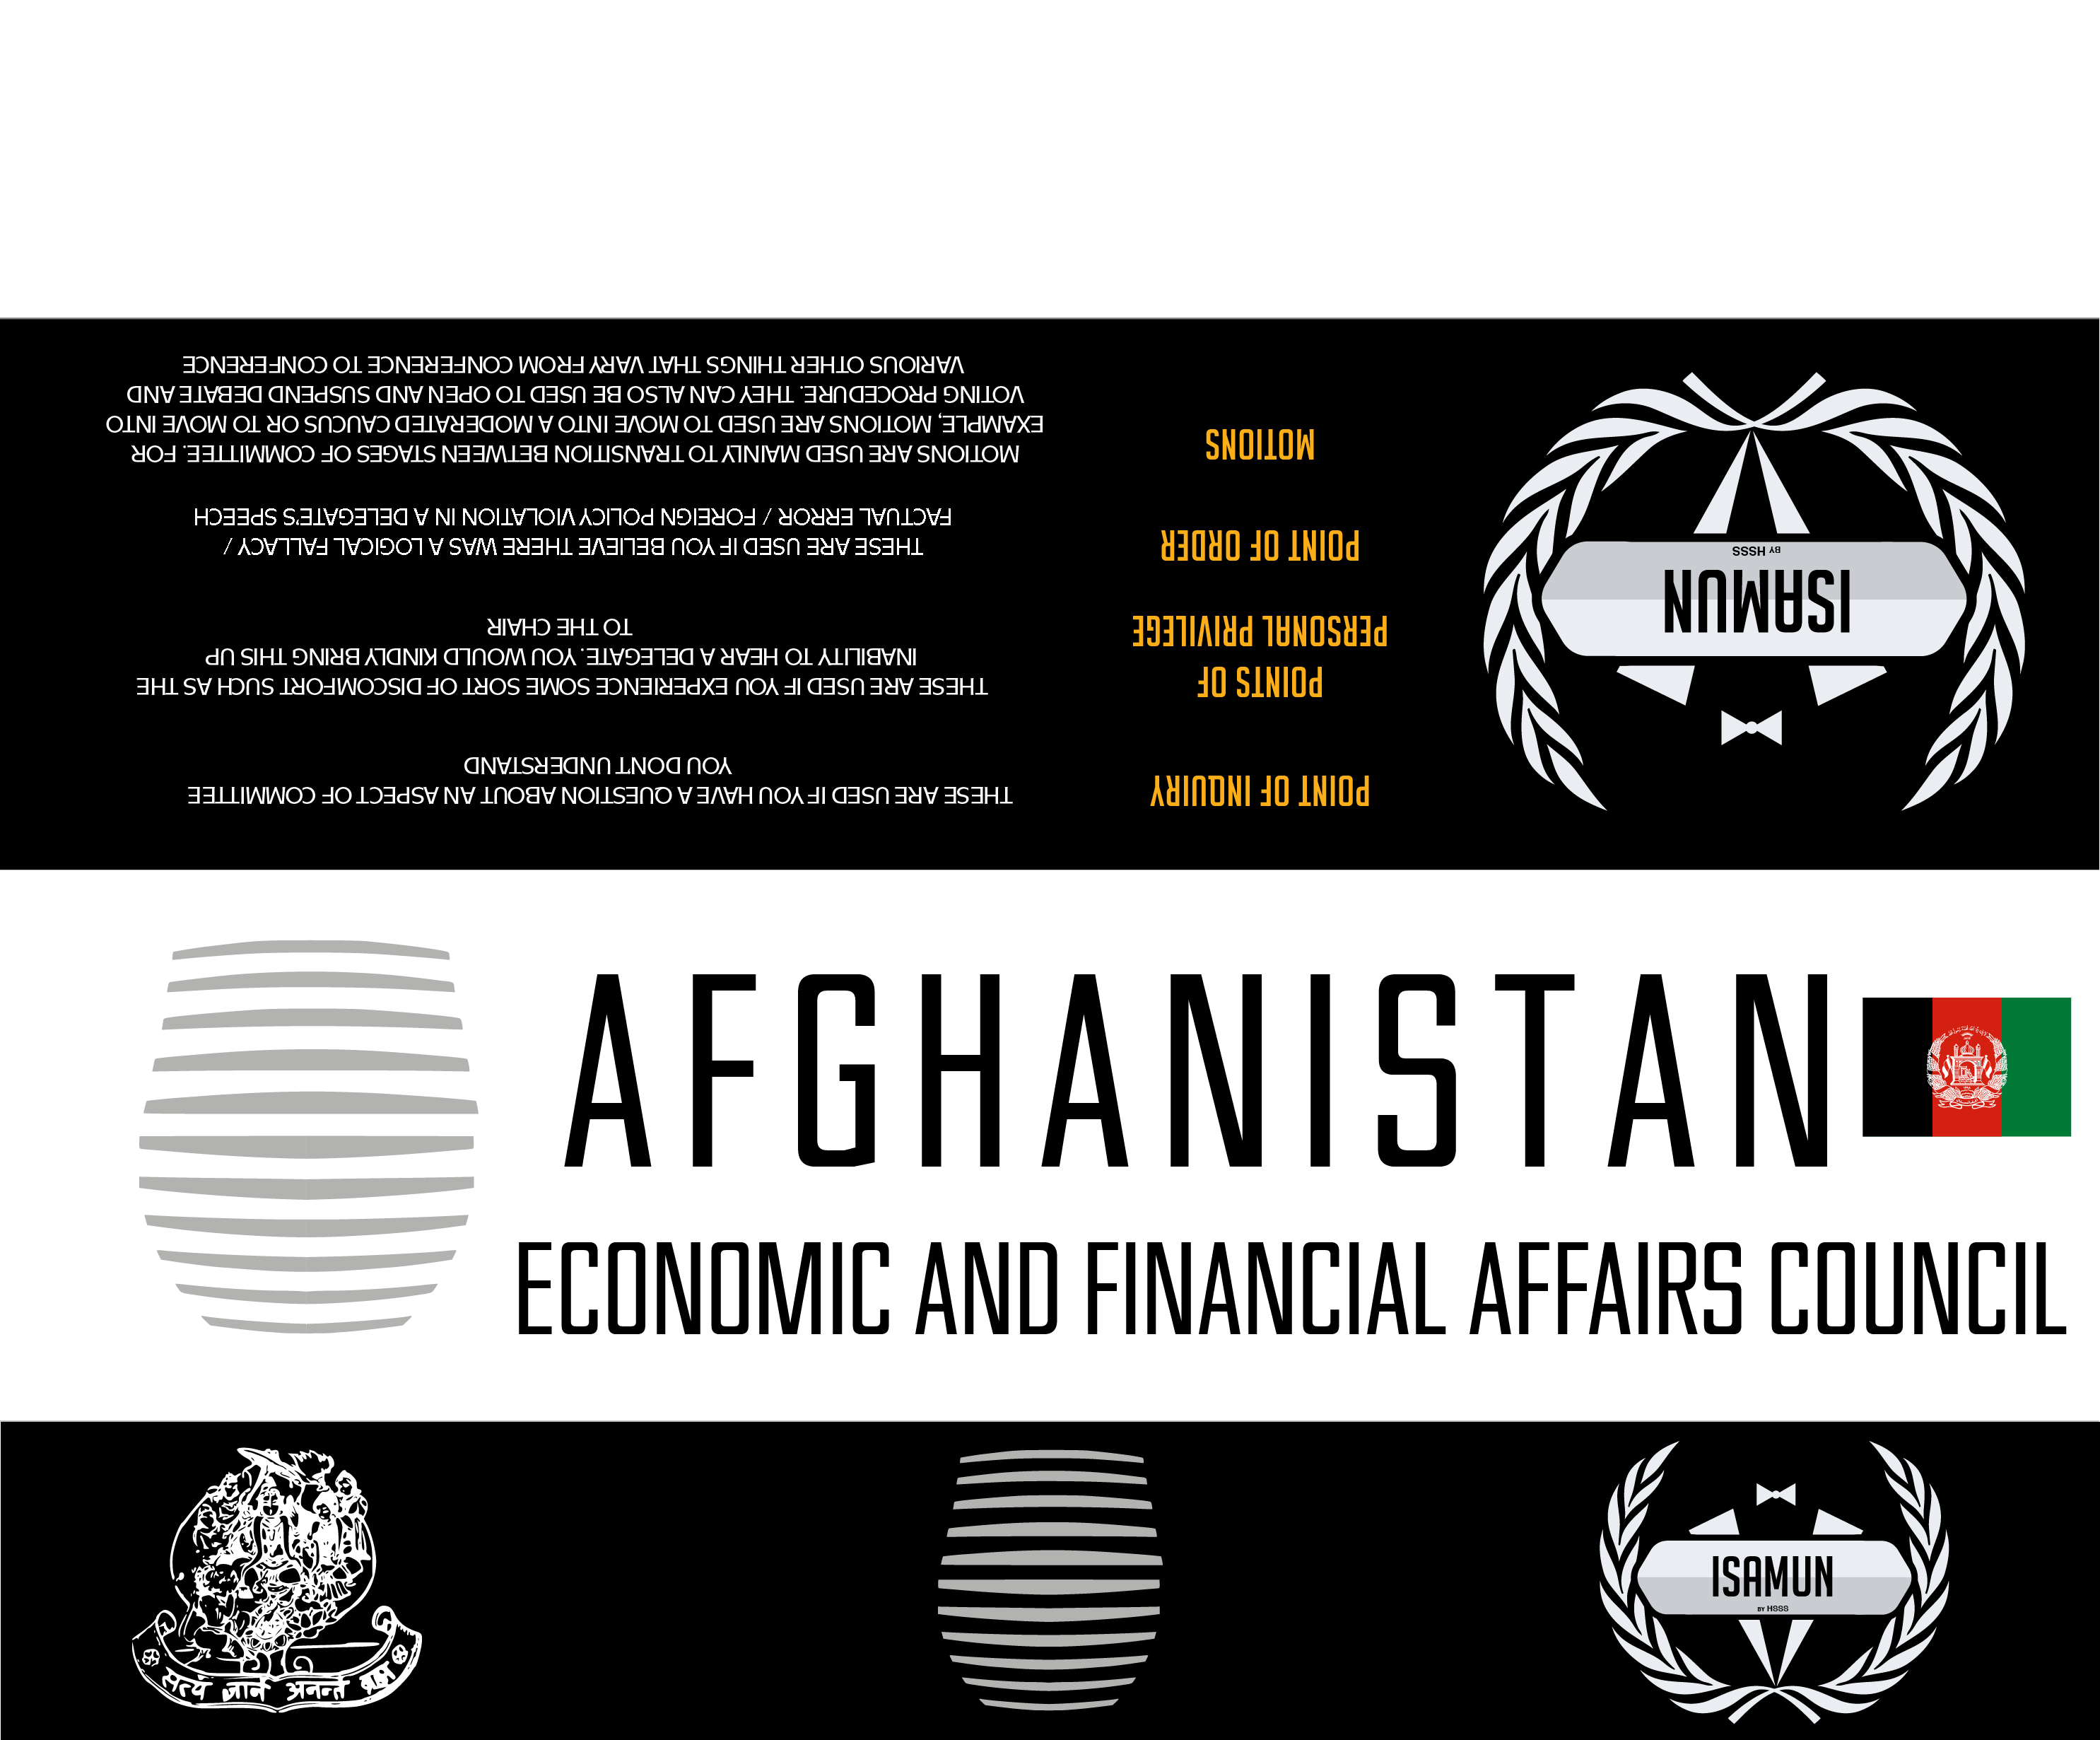 ISAMUN
BY HSSS
POINT OF INQUIRY
THESE ARE USED IF YOU HAVE A QUESTION ABOUT AN ASPECT OF COMMITTEE
YOU DON'T UNDERSTAND
POINTS OF
PERSONAL PRIVILEGE
THESE ARE USED IF YOU EXPERIENCE SOME SORT OF DISCOMFORT SUCH AS THE
INABILITY TO HEAR A DELEGATE. YOU WOULD KINDLY BRING THIS UP
TO THE CHAIR
POINT OF ORDER
THESE ARE USED IF YOU BELIEVE THERE WAS A LOGICAL FALLACY /
FACTUAL ERROR / FOREIGN POLICY VIOLATION IN A DELEGATE'S SPEECH
MOTIONS
MOTIONS ARE USED MAINLY TO TRANSITION BETWEEN STAGES OF COMMITTEE. FOR
EXAMPLE, MOTIONS ARE USED TO MOVE INTO A MODERATED CAUCUS OR TO MOVE INTO
VOTING PROCEDURE. THEY CAN ALSO BE USED TO OPEN AND SUSPEND DEBATE AND
VARIOUS OTHER THINGS THAT VARY FROM CONFERENCE TO CONFERENCE
AFGHANISTAN
ECONOMIC AND FINANCIAL AFFAIRS COUNCIL
सत्यं ज्ञानं अनन्तं ब्रह्म
ISAMUN
BY HSSS